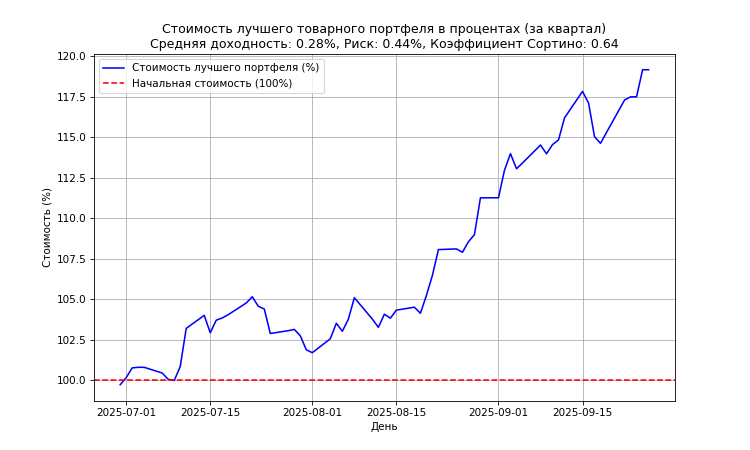 Стоимость лучшего товарного портфеля в процентах (за квартал)
Средняя доходность: 0.28%, Риск: 0.44%, Коэффициент Сортино: 0.64
Стоимость лучшего портфеля (%)
Начальная стоимость (100%)
Стоимость (%)
120.0
117.5
115.0
112.5
110.0
107.5
105.0
102.5
100.0
2025-07-01
2025-07-15
2025-08-01
2025-08-15
2025-09-01
2025-09-15
День